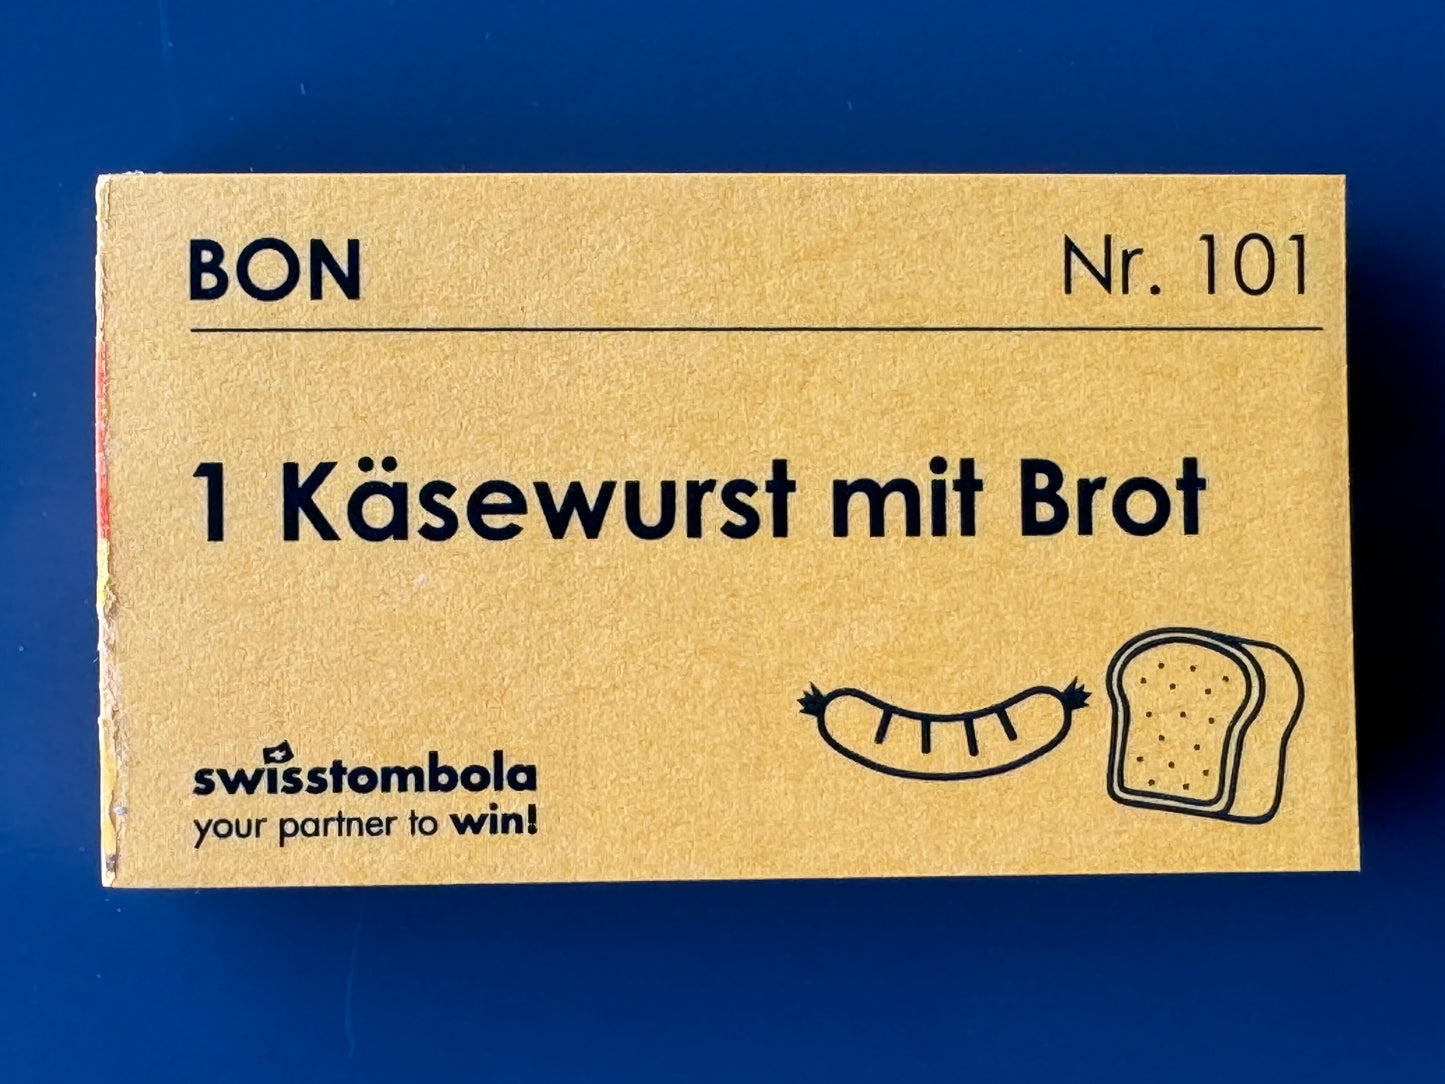 BON
Nr. 101
1 Käsewurst mit Brot
swisstombola
your partner to win!